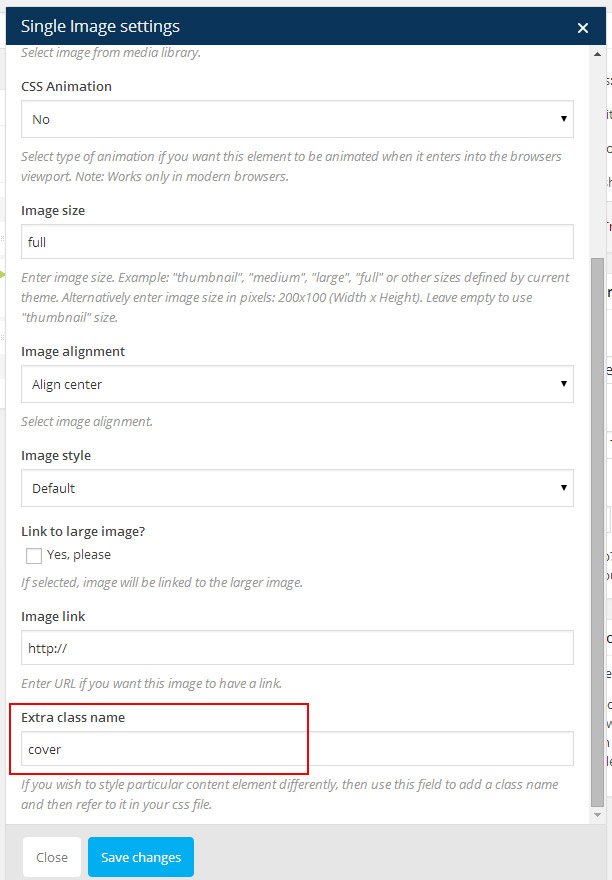 Single Image settings
Select image from media library.
CSS Animation
No
Select type of animation if you want this element to be animated when it enters into the browsers
viewport. Note: Works only in modern browsers.
Image size
full
Enter image size. Example: "thumbnail", "medium", "large", "full" or other sizes defined by current
theme. Alternatively enter image size in pixels: 200x100 (Width x Height). Leave empty to use
"thumbnail" size.
Image alignment
Align center
Select image alignment.
Image style
Default
Link to large image?
Yes, please
If selected, image will be linked to the larger image.
Image link
http://
Enter URL if you want this image to have a link.
Extra class name
cover
If you wish to style particular content element differently, then use this field to add a class name
and then refer to it in your css file.
Close
Save changes